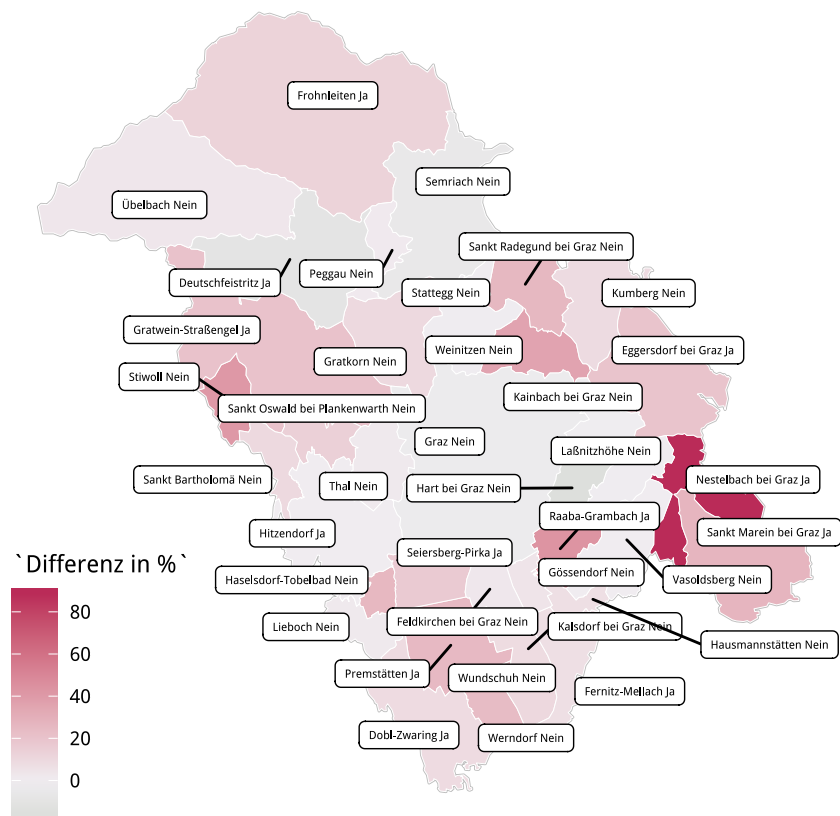 Frohnleiten Ja
Semriach Nein
Übelbach Nein
Sankt Radegund bei Graz Nein
Peggau Nein
Deutschfeistritz Ja
Stattegg Nein
Kumberg Nein
Gratwein-Straßengel Ja
Weinitzen Nein
Eggersdorf bei Graz Ja
Gratkorn Nein
Stiwoll Nein
Kainbach bei Graz Nein
Sankt Oswald bei Plankenwarth Nein
Graz Nein
Laßnitzhöhe Nein
Sankt Bartholomä Nein
Thal Nein
Hart bei Graz Nein
Nestelbach bei Graz Ja
Raaba-Grambach Ja
Hitzendorf Ja
Sankt Marein bei Graz Ja
Seiersberg-Pirka Ja
`Differenz in %`
Gössendorf Nein
Haselsdorf-Tobelbad Nein
Vasoldsberg Nein
80
Feldkirchen bei Graz Nein
Kalsdorf bei Graz Nein
Lieboch Nein
Hausmannstätten Nein
60
Premstätten Ja
Wundschuh Nein
Fernitz-Mellach Ja
40
Dobl-Zwaring Ja
Werndorf Nein
20
0